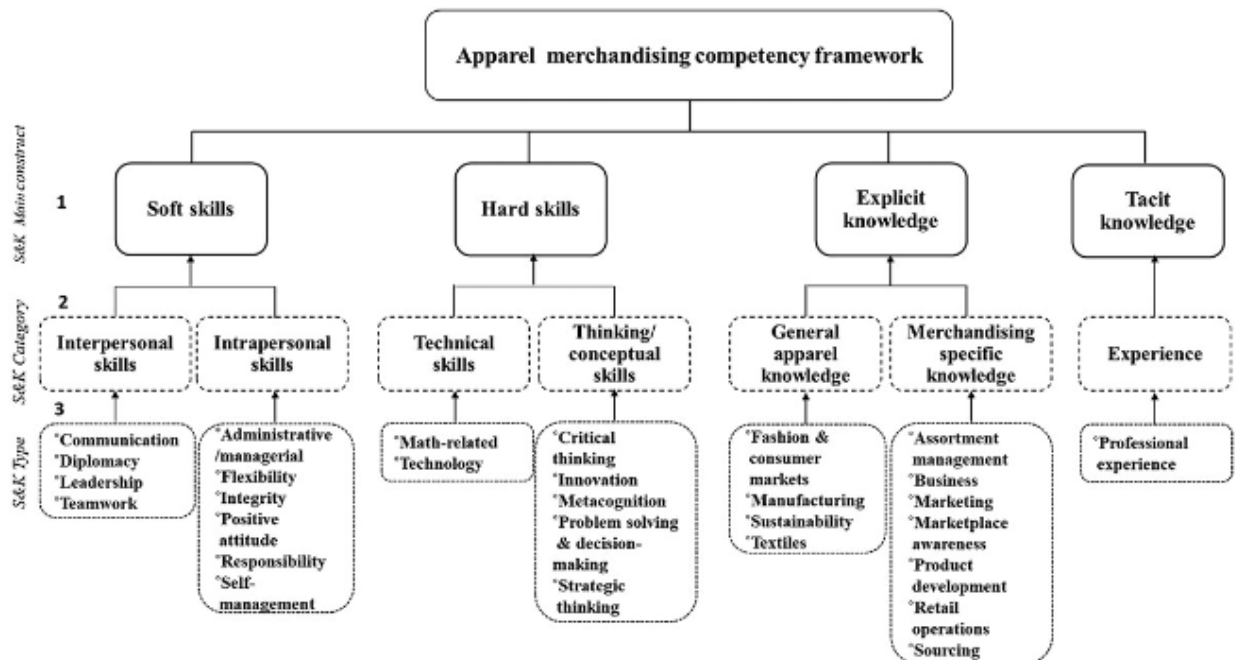 Apparel merchandising competency framework
S&K Main construct
1
Soft skills
Hard skills
Explicit
knowledge
Tacit
knowledge
S&K Category
2
Interpersonal
skills
Intrapersonal
skills
Technical
skills
Thinking/
conceptual
skills
General
apparel
knowledge
Merchandising
specific
knowledge
Experience
S&K Type
3
°Communication
°Diplomacy
°Leadership
°Teamwork
°Administrative
/managerial
°Flexibility
°Integrity
°Positive
attitude
°Responsibility
°Self-
management
°Math-related
°Technology
°Critical
thinking
°Innovation
°Metacognition
°Problem solving
& decision-
making
°Strategic
thinking
°Fashion &
consumer
markets
°Manufacturing
°Sustainability
°Textiles
°Assortment
management
°Business
°Marketing
°Marketplace
awareness
°Product
development
°Retail
operations
°Sourcing
°Professional
experience